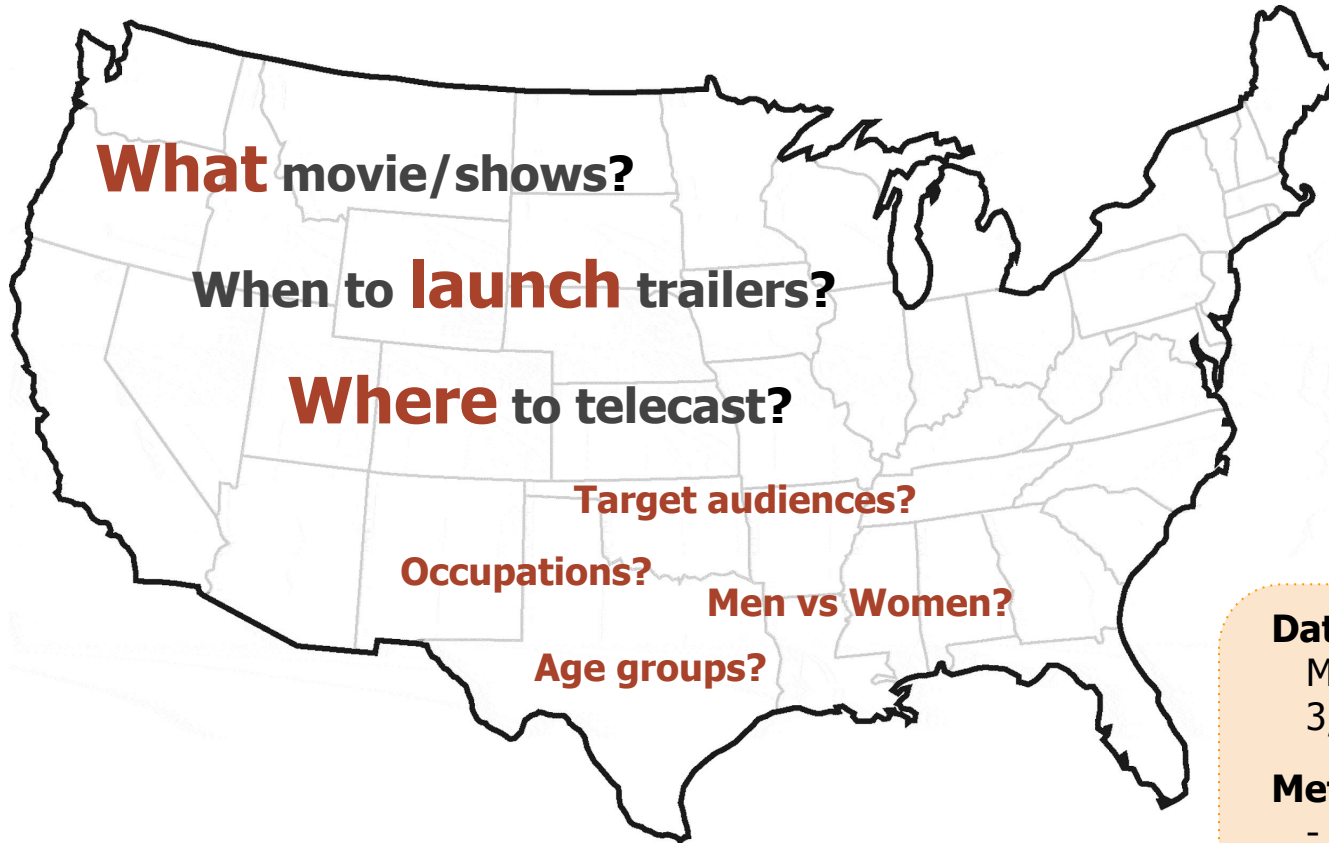 What movie/shows?
When to launch trailers?
Where to telecast?
Target audiences?
Occupations?
Men vs Women?
Age groups?